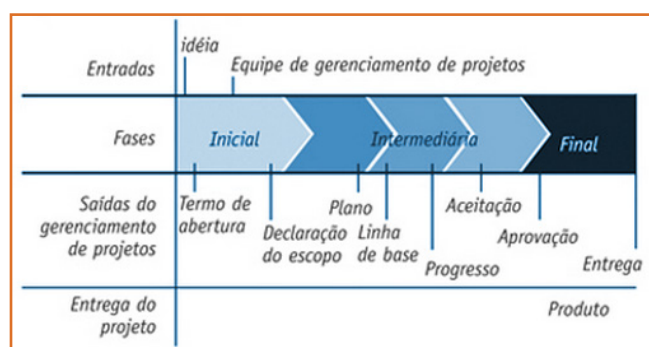 idéia
Entradas
Equipe de gerenciamento de projetos
Fases
Inicial
Intermediária
Final
Saídas do
gerenciamento
de projetos
Termo de
abertura
Declaração
do escopo
Plano
Linha
de base
Progresso
Aceitação
Aprovação
Entrega
Entrega do
projeto
Produto